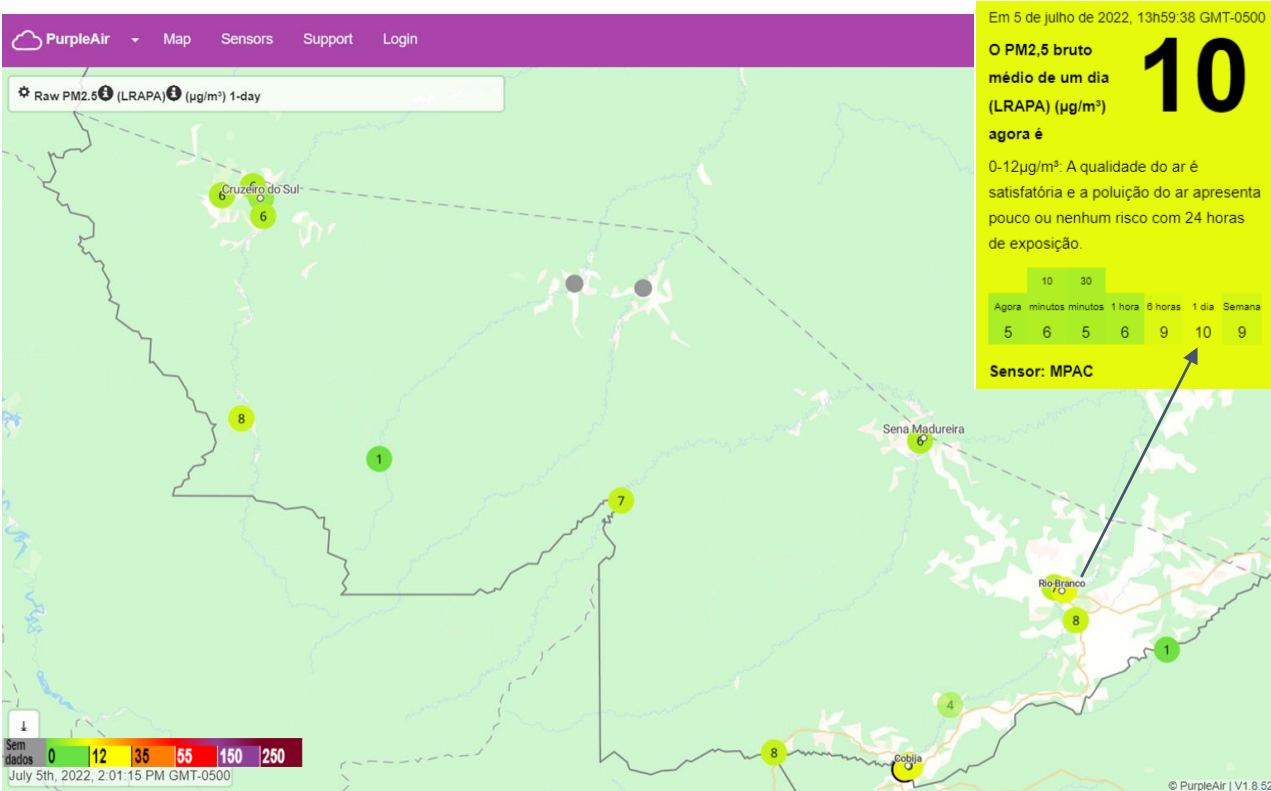 PurpleAir
Map
Sensors
Support
Login
Raw PM2.5 (LRAPA) (µg/m³) 1-day
Em 5 de julho de 2022, 13h59:38 GMT-0500
O PM2,5 bruto
médio de um dia
(LRAPA) (µg/m³)
agora é
10
0-12µg/m³: A qualidade do ar é
satisfatória e a poluição do ar apresenta
pouco ou nenhum risco com 24 horas
de exposição.
10 30
Agora minutos minutos 1 hora 6 horas 1 dia Semana
5 6 5 6 9 10 9
Sensor: MPAC
Cruzeiro do Sul
6
6
8
1
7
Sena Madureira
6
Rio Branco
8
1
4
8
Cobija
Sem
dados 0 12 35 55 150 250
July 5th, 2022, 2:01:15 PM GMT-0500
© PurpleAir | V1.8.52